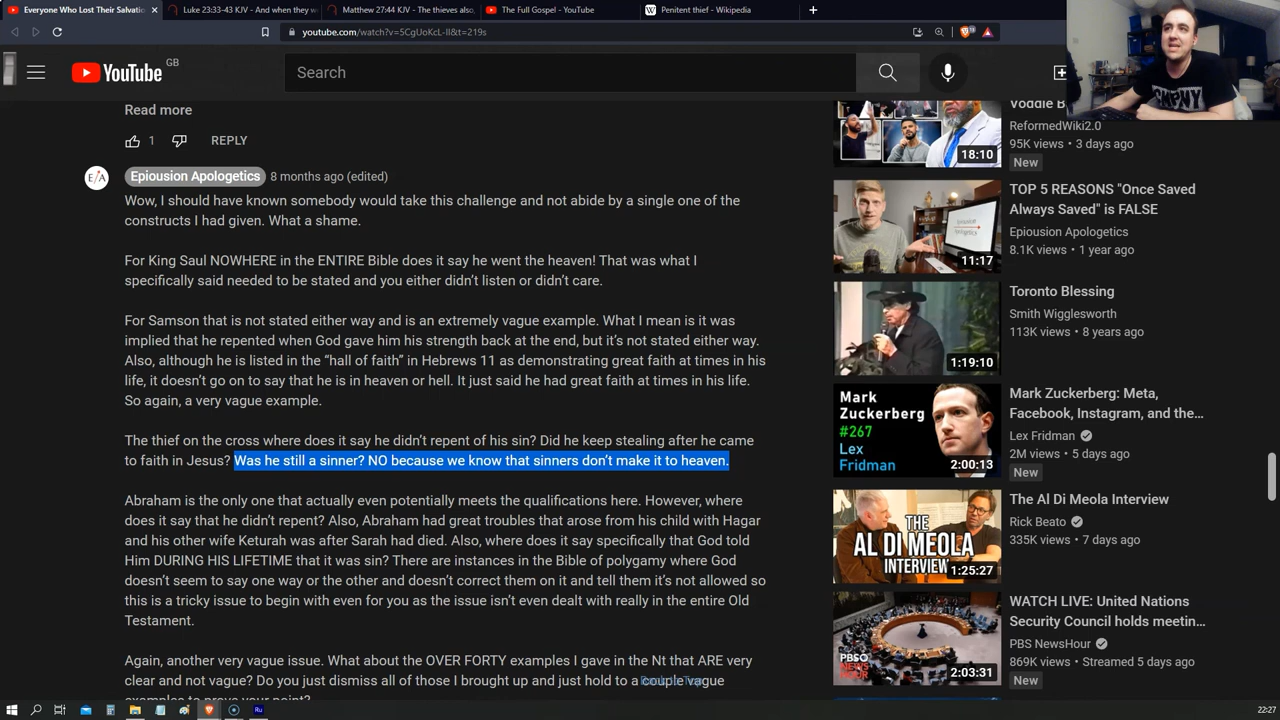 Everyone Who Lost Their Salvati
Luke 23:33-43 KJV - And when they w
Matthew 27:44 KJV - The thieves also,
The Full Gospel - YouTube
Penitent thief - Wikipedia
youtube.com/watch?v=5CgUoKcL-lI&t=219s
YouTube GB
Search
Read more
1
REPLY
E/A
Epiousion Apologetics 8 months ago (edited)
Wow, I should have known somebody would take this challenge and not abide by a single one of the
constructs I had given. What a shame.
For King Saul NOWHERE in the ENTIRE Bible does it say he went the heaven! That was what I
specifically said needed to be stated and you either didn't listen or didn't care.
For Samson that is not stated either way and is an extremely vague example. What I mean is it was
implied that he repented when God gave him his strength back at the end, but it's not stated either way.
Also, although he is listed in the “hall of faith” in Hebrews 11 as demonstrating great faith at times in his
life, it doesn't go on to say that he is in heaven or hell. It just said he had great faith at times in his life.
So again, a very vague example.
The thief on the cross where does it say he didn't repent of his sin? Did he keep stealing after he came
to faith in Jesus? Was he still a sinner? NO because we know that sinners don't make it to heaven.
Abraham is the only one that actually even potentially meets the qualifications here. However, where
does it say that he didn't repent? Also, Abraham had great troubles that arose from his child with Hagar
and his other wife Keturah was after Sarah had died. Also, where does it say specifically that God told
Him DURING HIS LIFETIME that it was sin? There are instances in the Bible of polygamy where God
doesn't seem to say one way or the other and doesn't correct them on it and tell them it's not allowed so
this is a tricky issue to begin with even for you as the issue isn't even dealt with really in the entire Old
Testament.
Again, another very vague issue. What about the OVER FORTY examples I gave in the Nt that ARE very
clear and not vague? Do you just dismiss all of those I brought up and just hold to a couple vague
examples to prove your point?
Back to Top
18:10
Voddie B
ReformedWiki2.0
95K views • 3 days ago
New
11:17
TOP 5 REASONS "Once Saved
Always Saved" is FALSE
Epiousion Apologetics
8.1K views • 1 year ago
1:19:10
Toronto Blessing
Smith Wigglesworth
113K views • 8 years ago
Mark
Zuckerberg
#267
Lex
Fridman
2:00:13
Mark Zuckerberg: Meta,
Facebook, Instagram, and the...
Lex Fridman
2M views • 5 days ago
New
THE
AL DI MEOLA
INTERVIEW
1:25:27
The Al Di Meola Interview
Rick Beato
335K views • 7 days ago
PBSO
NEWS
HOUR
2:03:31
WATCH LIVE: United Nations
Security Council holds meetin...
PBS NewsHour
869K views • Streamed 5 days ago
New
22:27